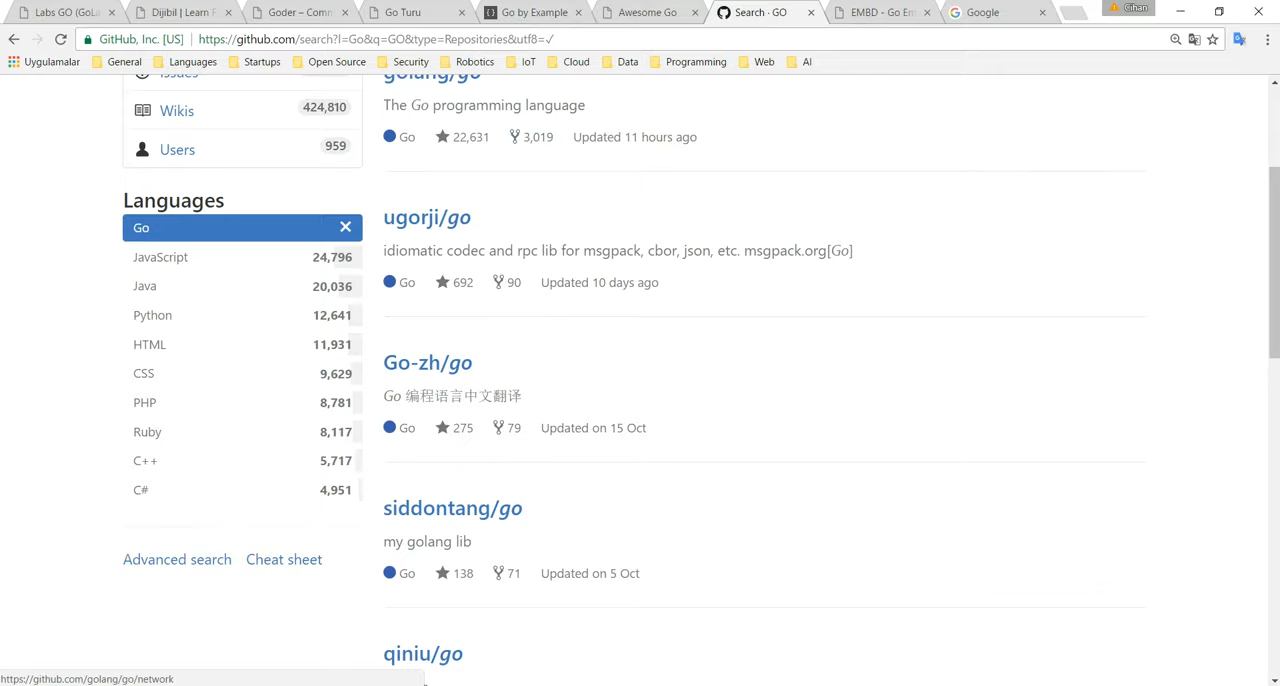 Labs GO (GoLa
Dijibil | Learn F
Goder – Comm
Go Turu
Go by Example
Awesome Go
Search · GO
EMBD - Go Em
Google
Cihan
GitHub, Inc. [US]
https://github.com/search?l=Go&q=GO&type=Repositories&utf8=✓
Uygulamalar
General
Languages
Startups
Open Source
Security
Robotics
IoT
Cloud
Data
Programming
Web
AI
Issues
Wikis 424,810
Users 959
Languages
Go
JavaScript 24,796
Java 20,036
Python 12,641
HTML 11,931
CSS 9,629
PHP 8,781
Ruby 8,117
C++ 5,717
C# 4,951
Advanced search Cheat sheet
golang/go
The Go programming language
Go 22,631 3,019 Updated 11 hours ago
ugorji/go
idiomatic codec and rpc lib for msgpack, cbor, json, etc. msgpack.org[Go]
Go 692 90 Updated 10 days ago
Go-zh/go
Go 编程语言中文翻译
Go 275 79 Updated on 15 Oct
siddontang/go
my golang lib
Go 138 71 Updated on 5 Oct
qiniu/go
https://github.com/golang/go/network